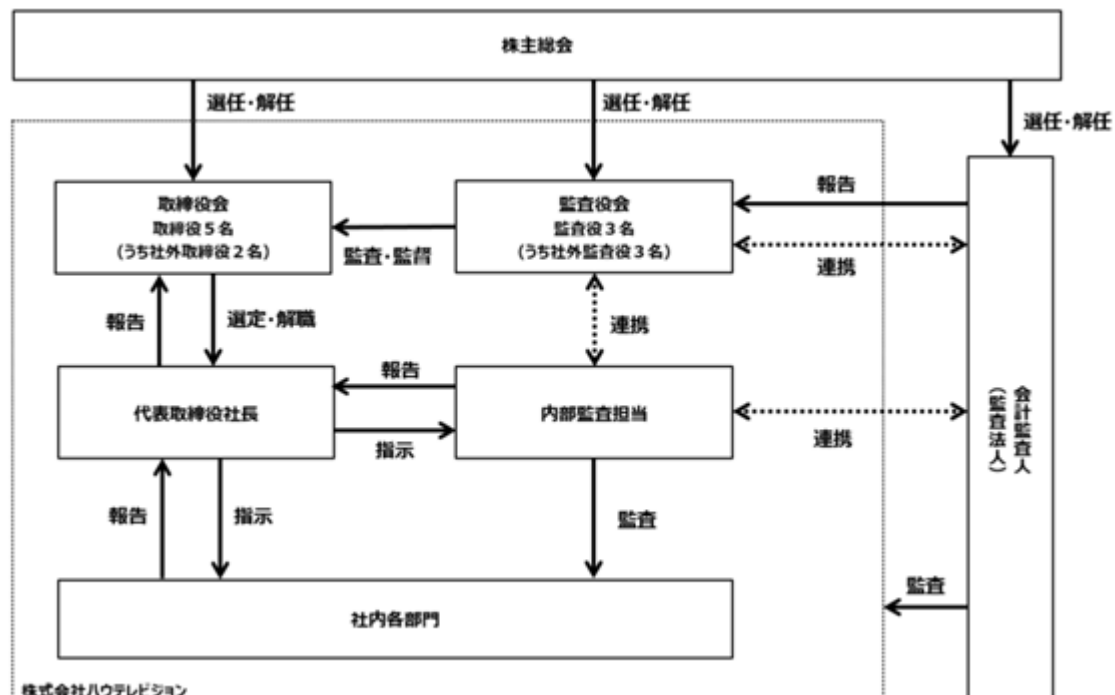 株主総会
選任・解任
選任・解任
選任・解任
取締役会
取締役5名
(うち社外取締役2名)
監査・監督
監査役会
監査役3名
(うち社外監査役3名)
報告
連携
報告
選定・解職
連携
代表取締役社長
報告
指示
内部監査担当
連携
会計監査人
(監査法人)
報告
指示
監査
社内各部門
監査
株式会社ハウテレビジョン